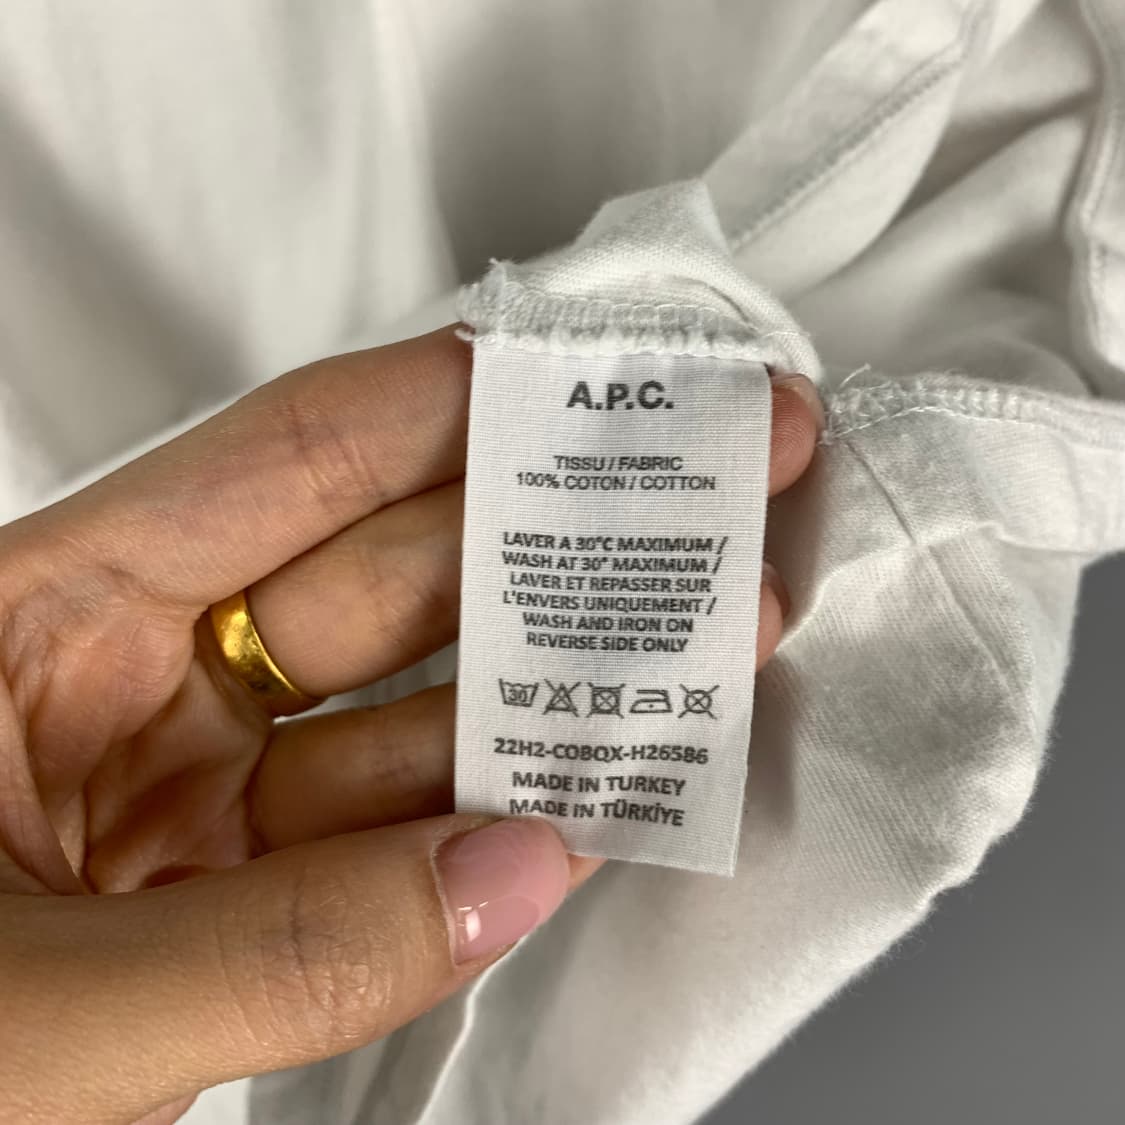 A.P.C.
TISSU / FABRIC
100% COTON / COTTON
LAVER A 30°C MAXIMUM /
WASH AT 30° MAXIMUM /
LAVER ET REPASSER SUR
L'ENVERS UNIQUEMENT /
WASH AND IRON ON
REVERSE SIDE ONLY
30
22H2-COBQX-H26586
MADE IN TURKEY
MADE IN TÜRKİYE